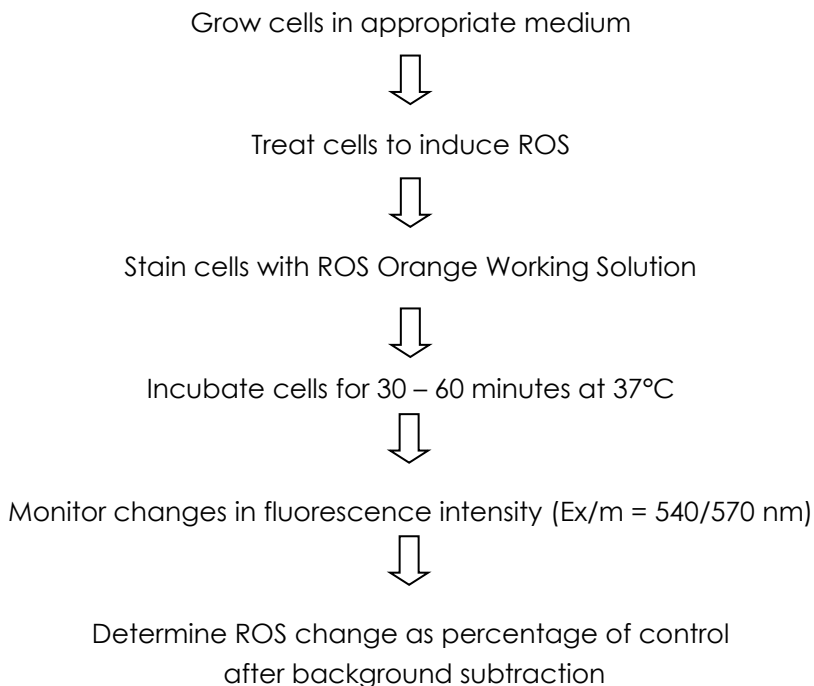 Grow cells in appropriate medium
Treat cells to induce ROS
Stain cells with ROS Orange Working Solution
Incubate cells for 30 – 60 minutes at 37°C
Monitor changes in fluorescence intensity (Ex/m = 540/570 nm)
Determine ROS change as percentage of control
after background subtraction